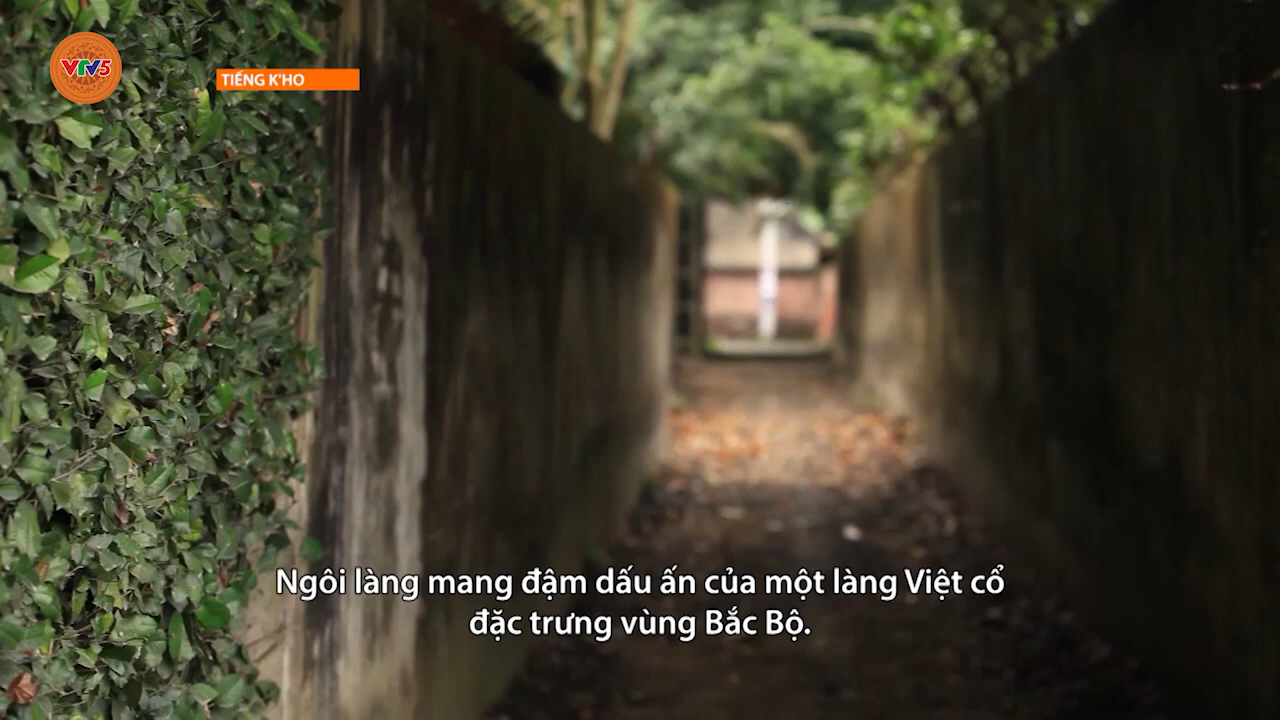 VTV5
TIẾNG K'HO
Ngôi làng mang đậm dấu ấn của một làng Việt cổ
đặc trưng vùng Bắc Bộ.